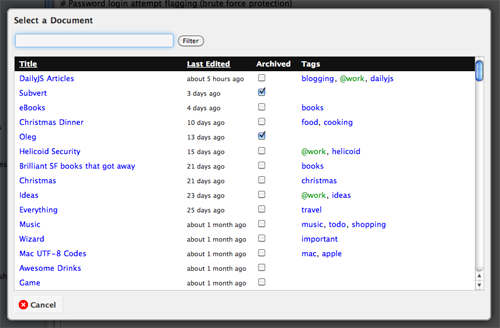 # Password login attempt flagging (brute force protection)
Select a Document
Filter
Title Last Edited Archived Tags
DailyJS Articles about 5 hours ago blogging, @work, dailyjs
Subvert 3 days ago
eBooks 4 days ago books
Christmas Dinner 10 days ago food, cooking
Oleg 13 days ago
Helicoid Security 15 days ago @work, helicoid
Brilliant SF books that got away 21 days ago books
Christmas 21 days ago christmas
Ideas 23 days ago @work, ideas
Everything 25 days ago travel
Music about 1 month ago music, todo, shopping
Wizard about 1 month ago important
Mac UTF-8 Codes about 1 month ago mac, apple
Awesome Drinks about 1 month ago
Game about 1 month ago
Cancel